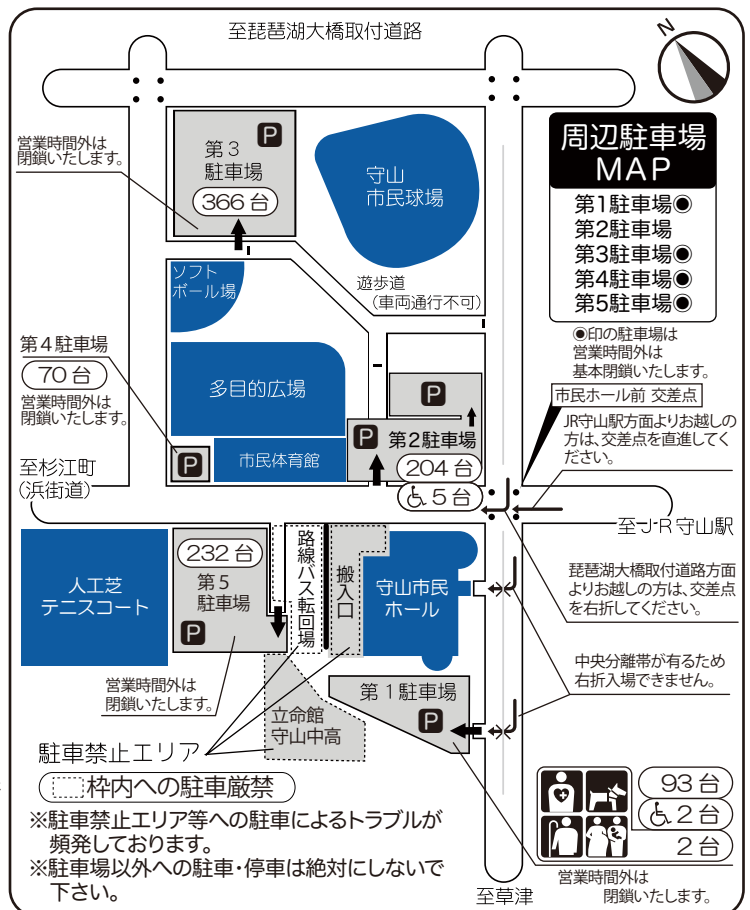 至琵琶湖大橋取付道路
N
営業時間外は
閉鎖いたします。
P
第3
駐車場
366台
守山
市民球場
周辺駐車場
MAP
第1駐車場◉
第2駐車場
第3駐車場◉
第4駐車場◉
第5駐車場◉
◉印の駐車場は
営業時間外は
基本閉鎖いたします。
ソフト
ボール場
遊歩道
(車両通行不可)
第4駐車場
70台
営業時間外は
閉鎖いたします。
P
多目的広場
市民体育館
P
P
第2駐車場
204台
5台
市民ホール前 交差点
JR守山駅方面よりお越しの
方は、交差点を直進してく
ださい。
至杉江町
(浜街道)
至JR守山駅
人工芝
テニスコート
232台
第5
駐車場
P
路線バス転回場
搬入口
守山市民
ホール
琵琶湖大橋取付道路方面
よりお越しの方は、交差点
を右折してください。
中央分離帯が有るため
右折入場できません。
営業時間外は
閉鎖いたします。
立命館
守山中高
第1駐車場
P
駐車禁止エリア
枠内への駐車厳禁
※駐車禁止エリア等への駐車によるトラブルが
頻発しております。
※駐車場以外への駐車・停車は絶対にしないで
下さい。
93台
2台
2台
営業時間外は
閉鎖いたします。
至草津